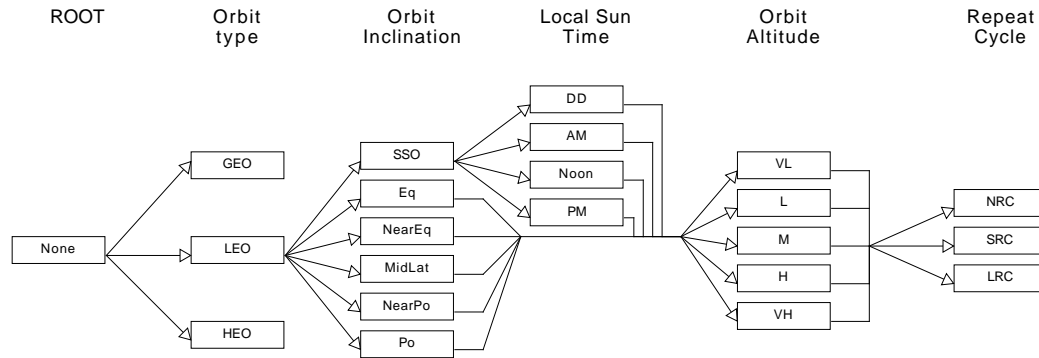 ROOT
Orbit
type
Orbit
Inclination
Local Sun
Time
Orbit
Altitude
Repeat
Cycle
None
GEO
LEO
HEO
SSO
Eq
NearEq
MidLat
NearPo
Po
DD
AM
Noon
PM
VL
L
M
H
VH
NRC
SRC
LRC